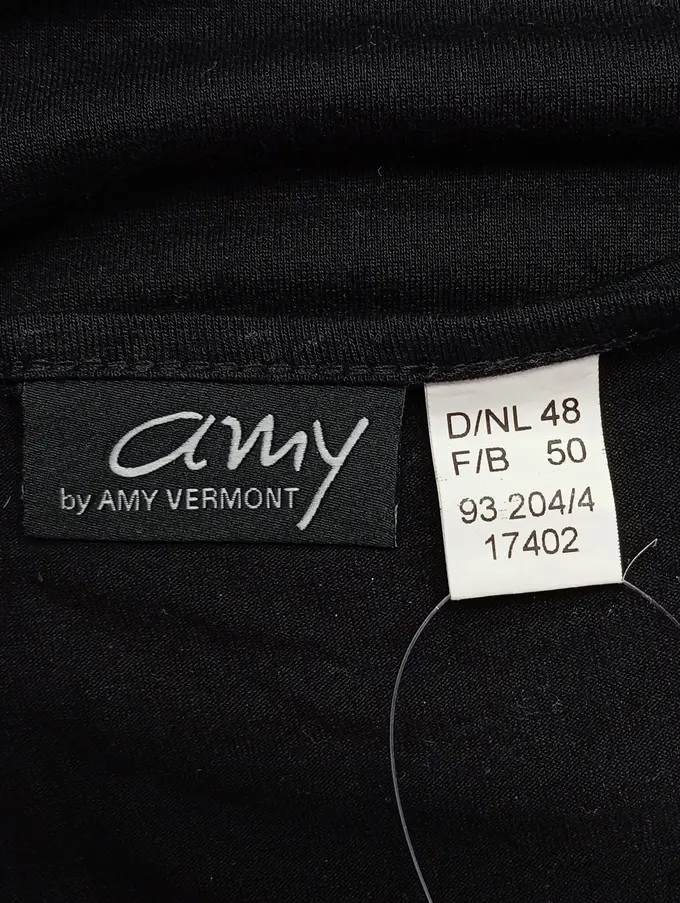 amy
by AMY VERMONT
D/NL 48
F/B 50
93 204/4
17402